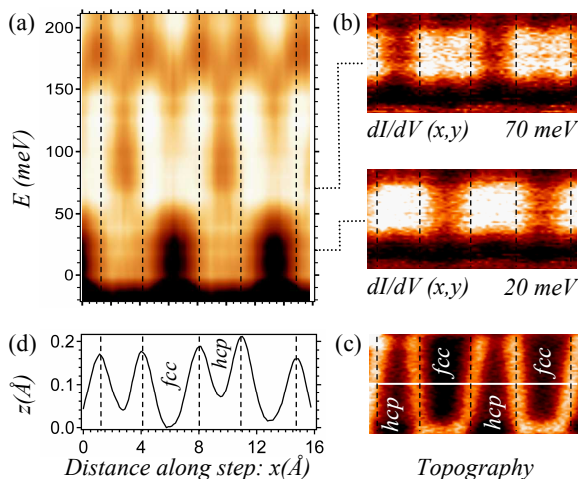 (a)
200
150
100
50
0
E (meV)
(b)
dI/dV (x,y) 70 meV
dI/dV (x,y) 20 meV
(d)
0.2
0.1
0.0
z(Å)
fcc
hcp
0 4 8 12 16
Distance along step: x(Å)
(c)
hcp
fcc
hcp
fcc
Topography